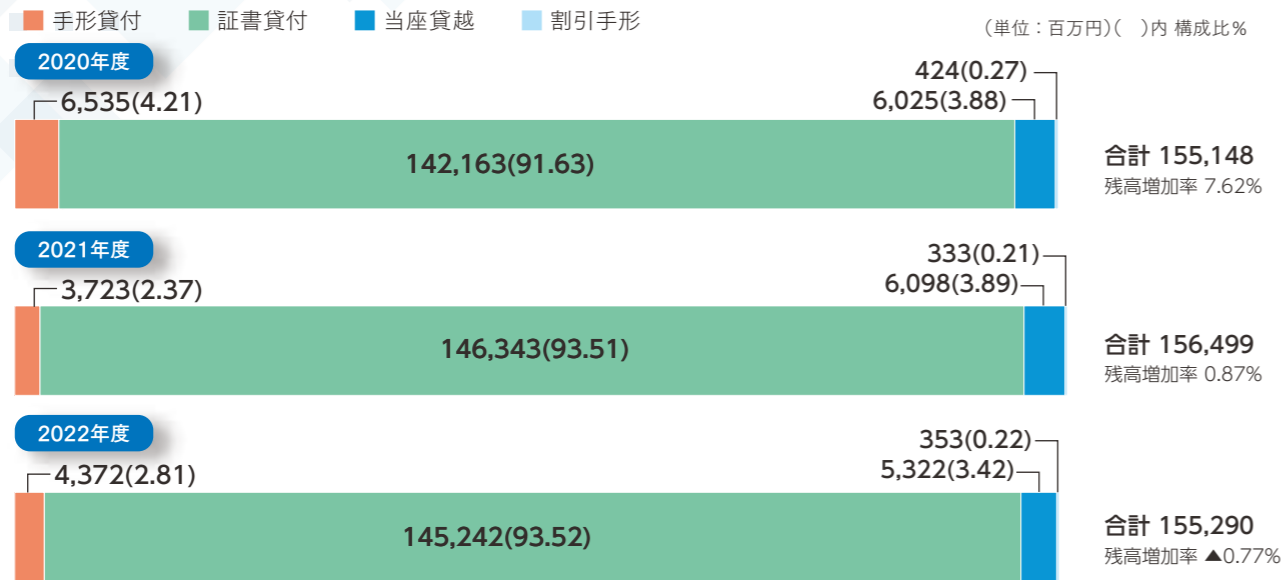 手形貸付 証書貸付 当座貸越 割引手形
(単位：百万円)( )内 構成比%
2020年度
424(0.27)
6,535(4.21)
6,025(3.88)
142,163(91.63)
合計 155,148
残高増加率 7.62%
2021年度
333(0.21)
3,723(2.37)
6,098(3.89)
146,343(93.51)
合計 156,499
残高増加率 0.87%
2022年度
353(0.22)
4,372(2.81)
5,322(3.42)
145,242(93.52)
合計 155,290
残高増加率 ▲0.77%